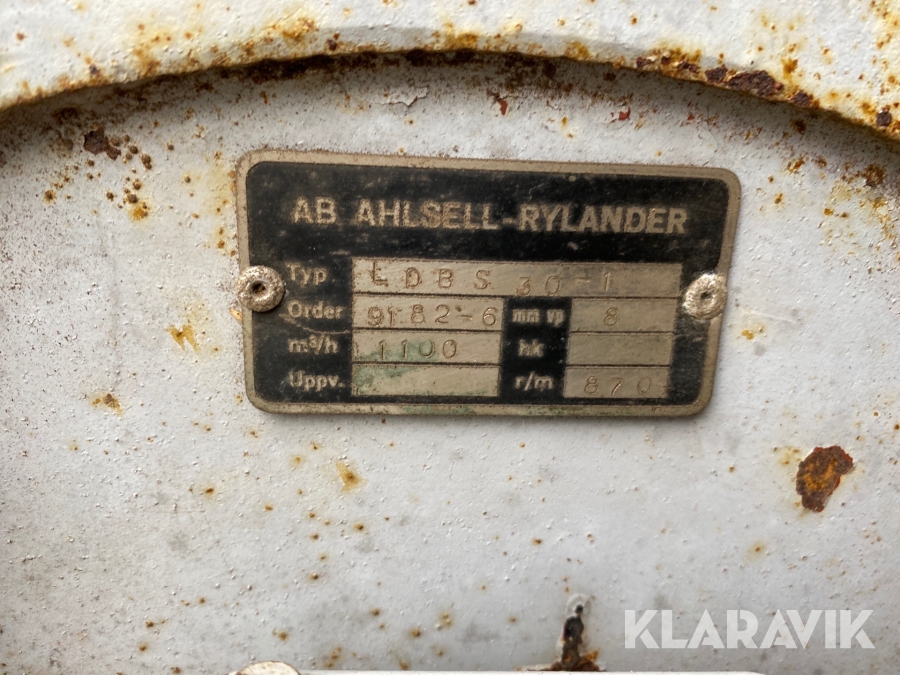 AB AHLSELL-RYLANDER
Typ LDBS 30-1
Order 9182-6 mm vp 8
m³/h 1100 hk
Uppv. r/m 870
KLARAVIK